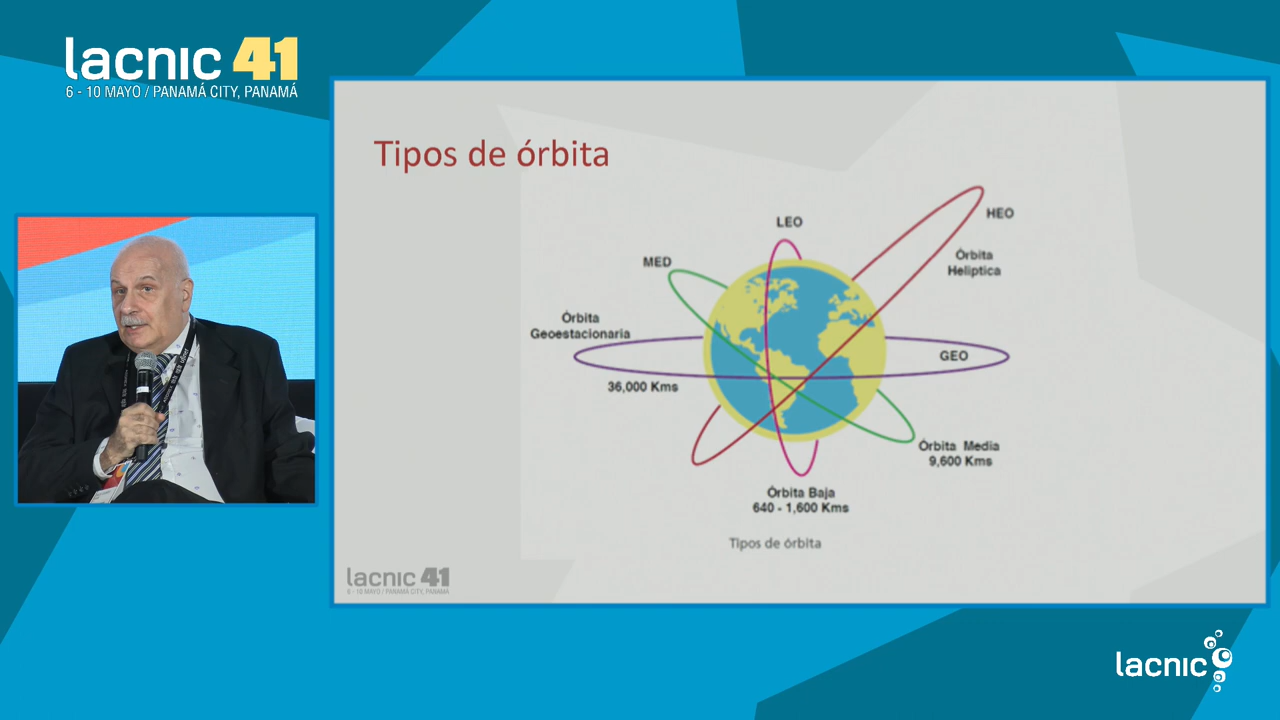 lacnic 41
6 - 10 MAYO / PANAMÁ CITY, PANAMÁ
Tipos de órbita
LEO
HEO
MED
Órbita
Heliptica
Órbita
Geoestacionaria
GEO
36,000 Kms
Órbita Media
9,600 Kms
Órbita Baja
640 - 1,600 Kms
Tipos de órbita
lacnic 41
6 - 10 MAYO / PANAMÁ CITY, PANAMÁ
lacnic